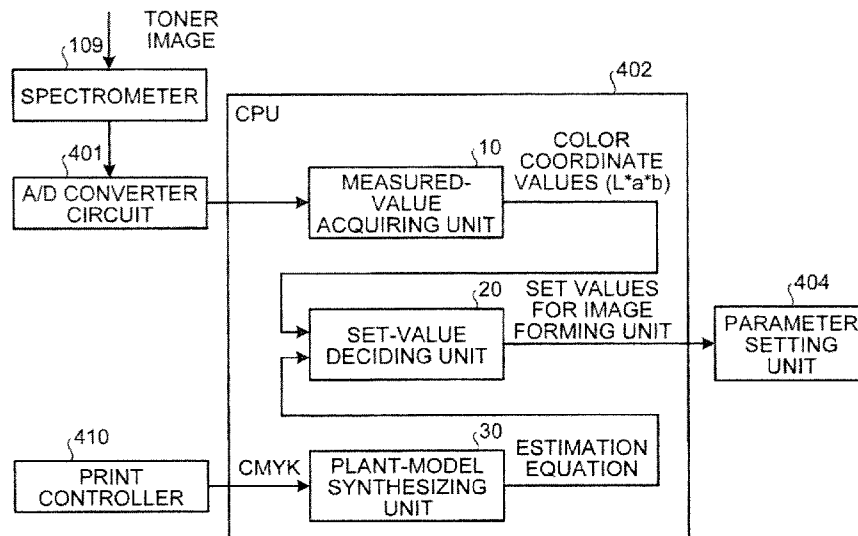 TONER
IMAGE
109
SPECTROMETER
402
CPU
401
A/D CONVERTER
CIRCUIT
10
MEASURED-
VALUE
ACQUIRING UNIT
COLOR
COORDINATE
VALUES (L*a*b)
20
SET-VALUE
DECIDING UNIT
SET VALUES
FOR IMAGE
FORMING UNIT
404
PARAMETER
SETTING
UNIT
410
PRINT
CONTROLLER
CMYK
30
PLANT-MODEL
SYNTHESIZING
UNIT
ESTIMATION
EQUATION